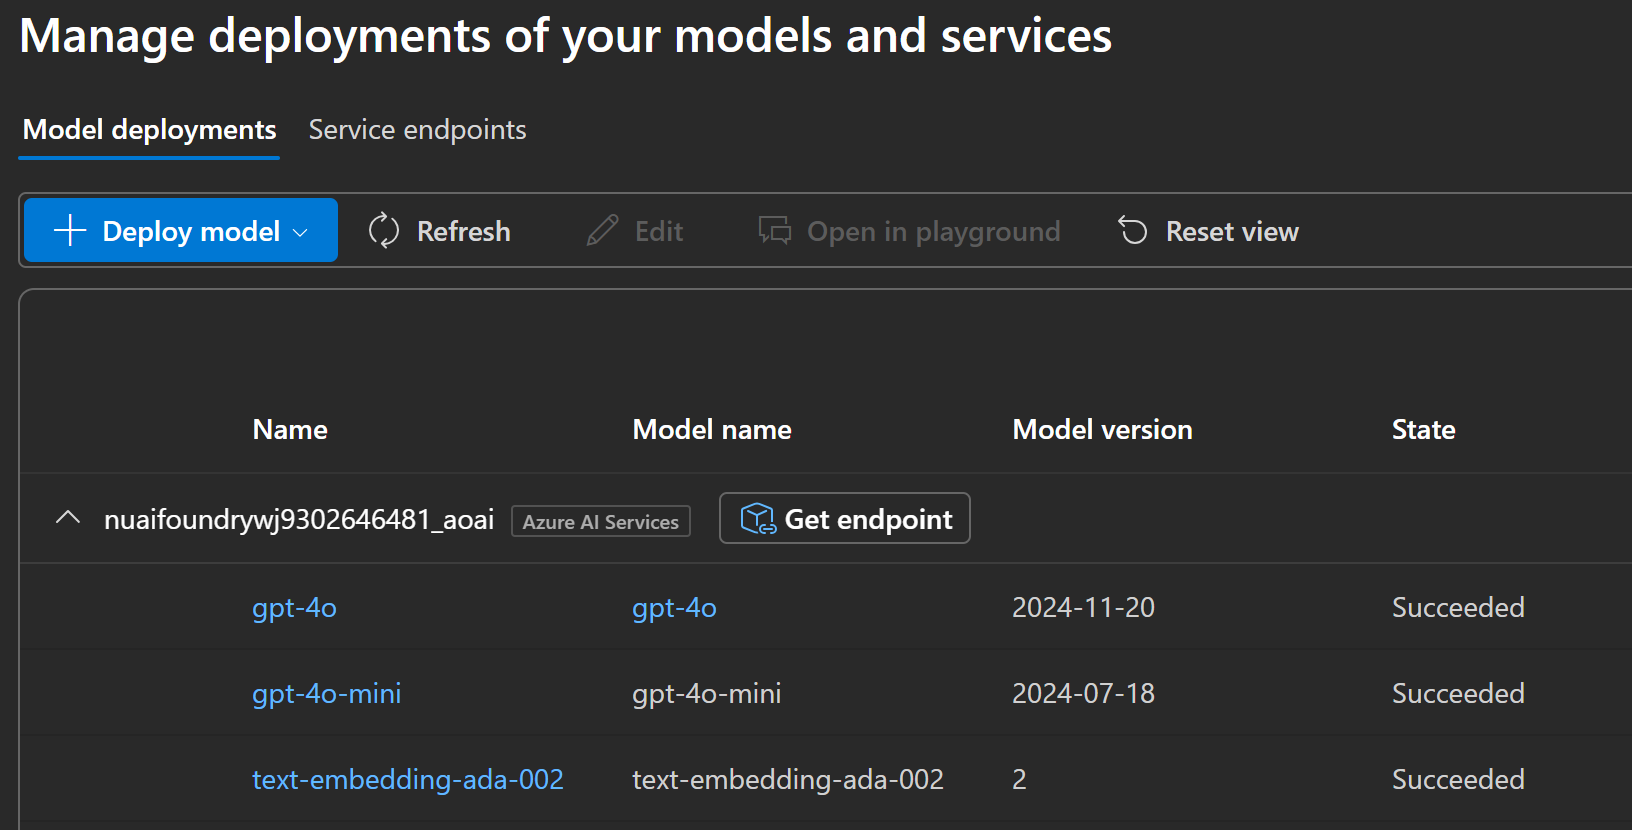 Manage deployments of your models and services
Model deployments Service endpoints
Deploy model Refresh Edit Open in playground Reset view
Name Model name Model version State
nuaifoundrywj9302646481_aoai Azure AI Services Get endpoint
gpt-4o gpt-4o 2024-11-20 Succeeded
gpt-4o-mini gpt-4o-mini 2024-07-18 Succeeded
text-embedding-ada-002 text-embedding-ada-002 2 Succeeded